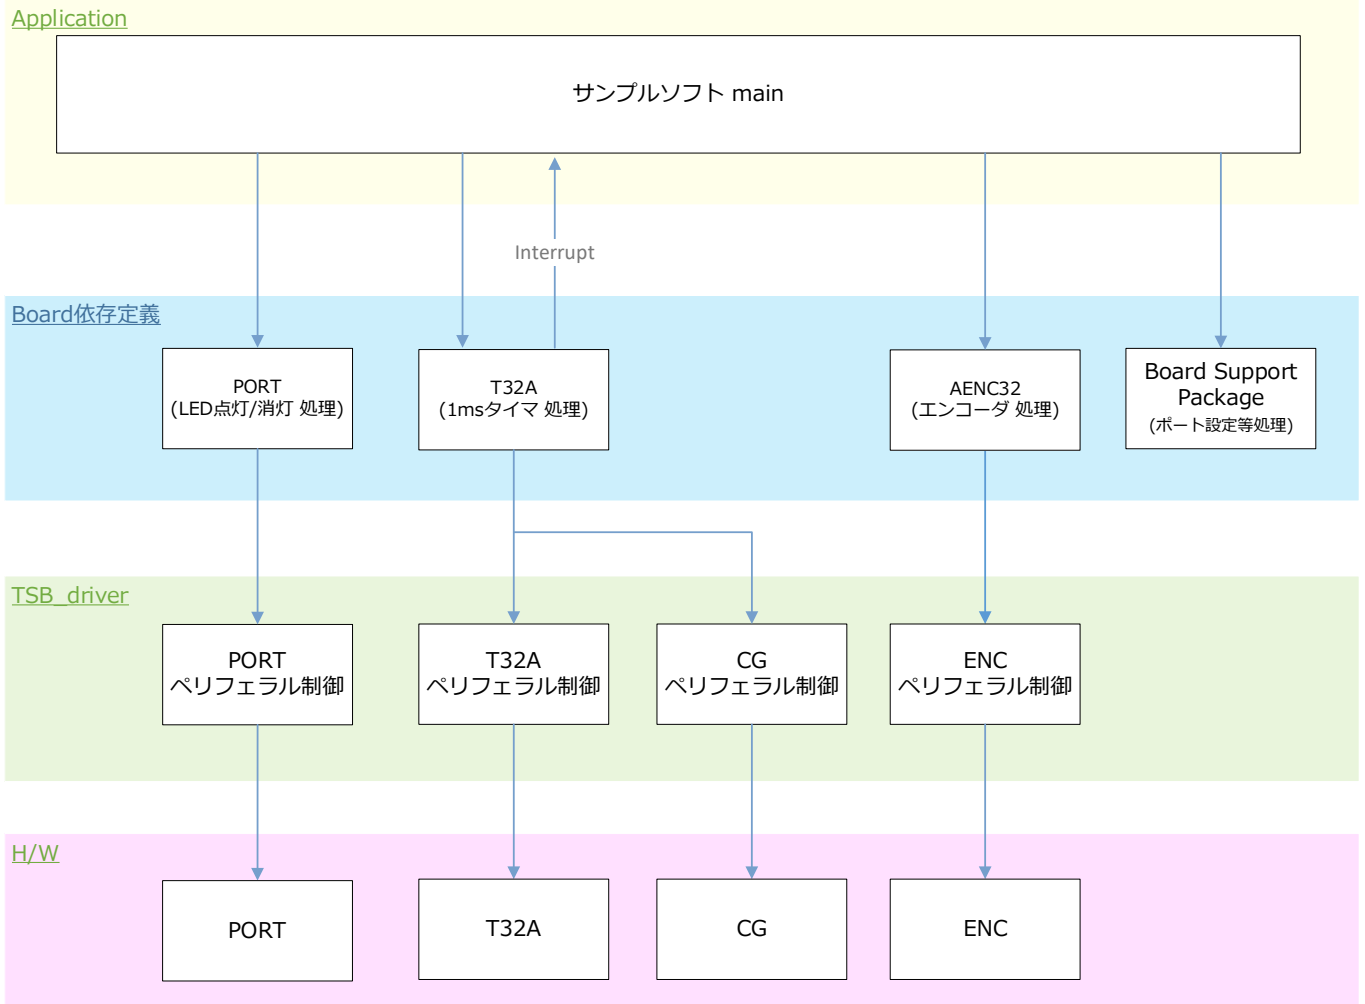 Application
サンプルソフト main
Interrupt
Board依存定義
PORT
(LED点灯/消灯 処理)
T32A
(1msタイマ 処理)
AENC32
(エンコーダ 処理)
Board Support
Package
(ポート設定等処理)
TSB_driver
PORT
ペリフェラル制御
T32A
ペリフェラル制御
CG
ペリフェラル制御
ENC
ペリフェラル制御
H/W
PORT
T32A
CG
ENC